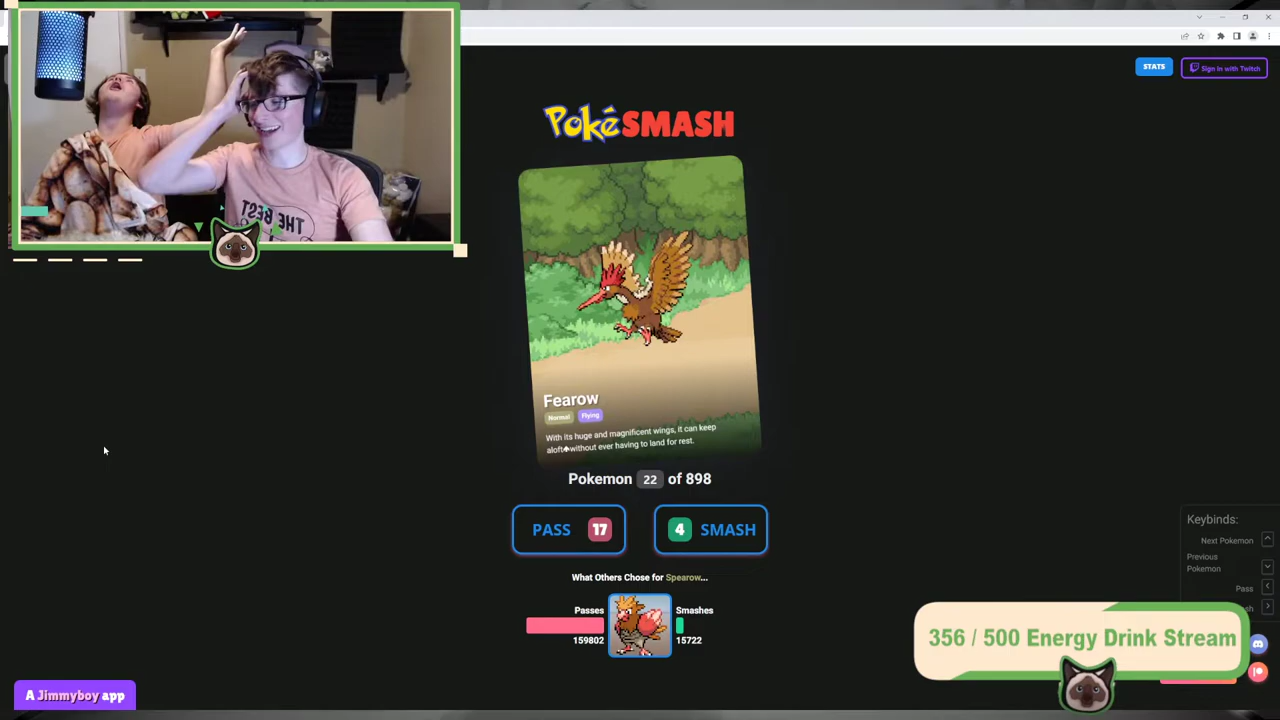 THE BEST
STATS
Sign in with Twitch
PokéSMASH
Fearow
Normal Flying
With its huge and magnificent wings, it can keep
aloft without ever having to land for rest.
Pokemon 22 of 898
PASS 17
4 SMASH
What Others Chose for Spearow...
Passes
159802
Smashes
15722
Keybinds:
Next Pokemon
Previous
Pokemon
Pass
356 / 500 Energy Drink Stream
A Jimmyboy app